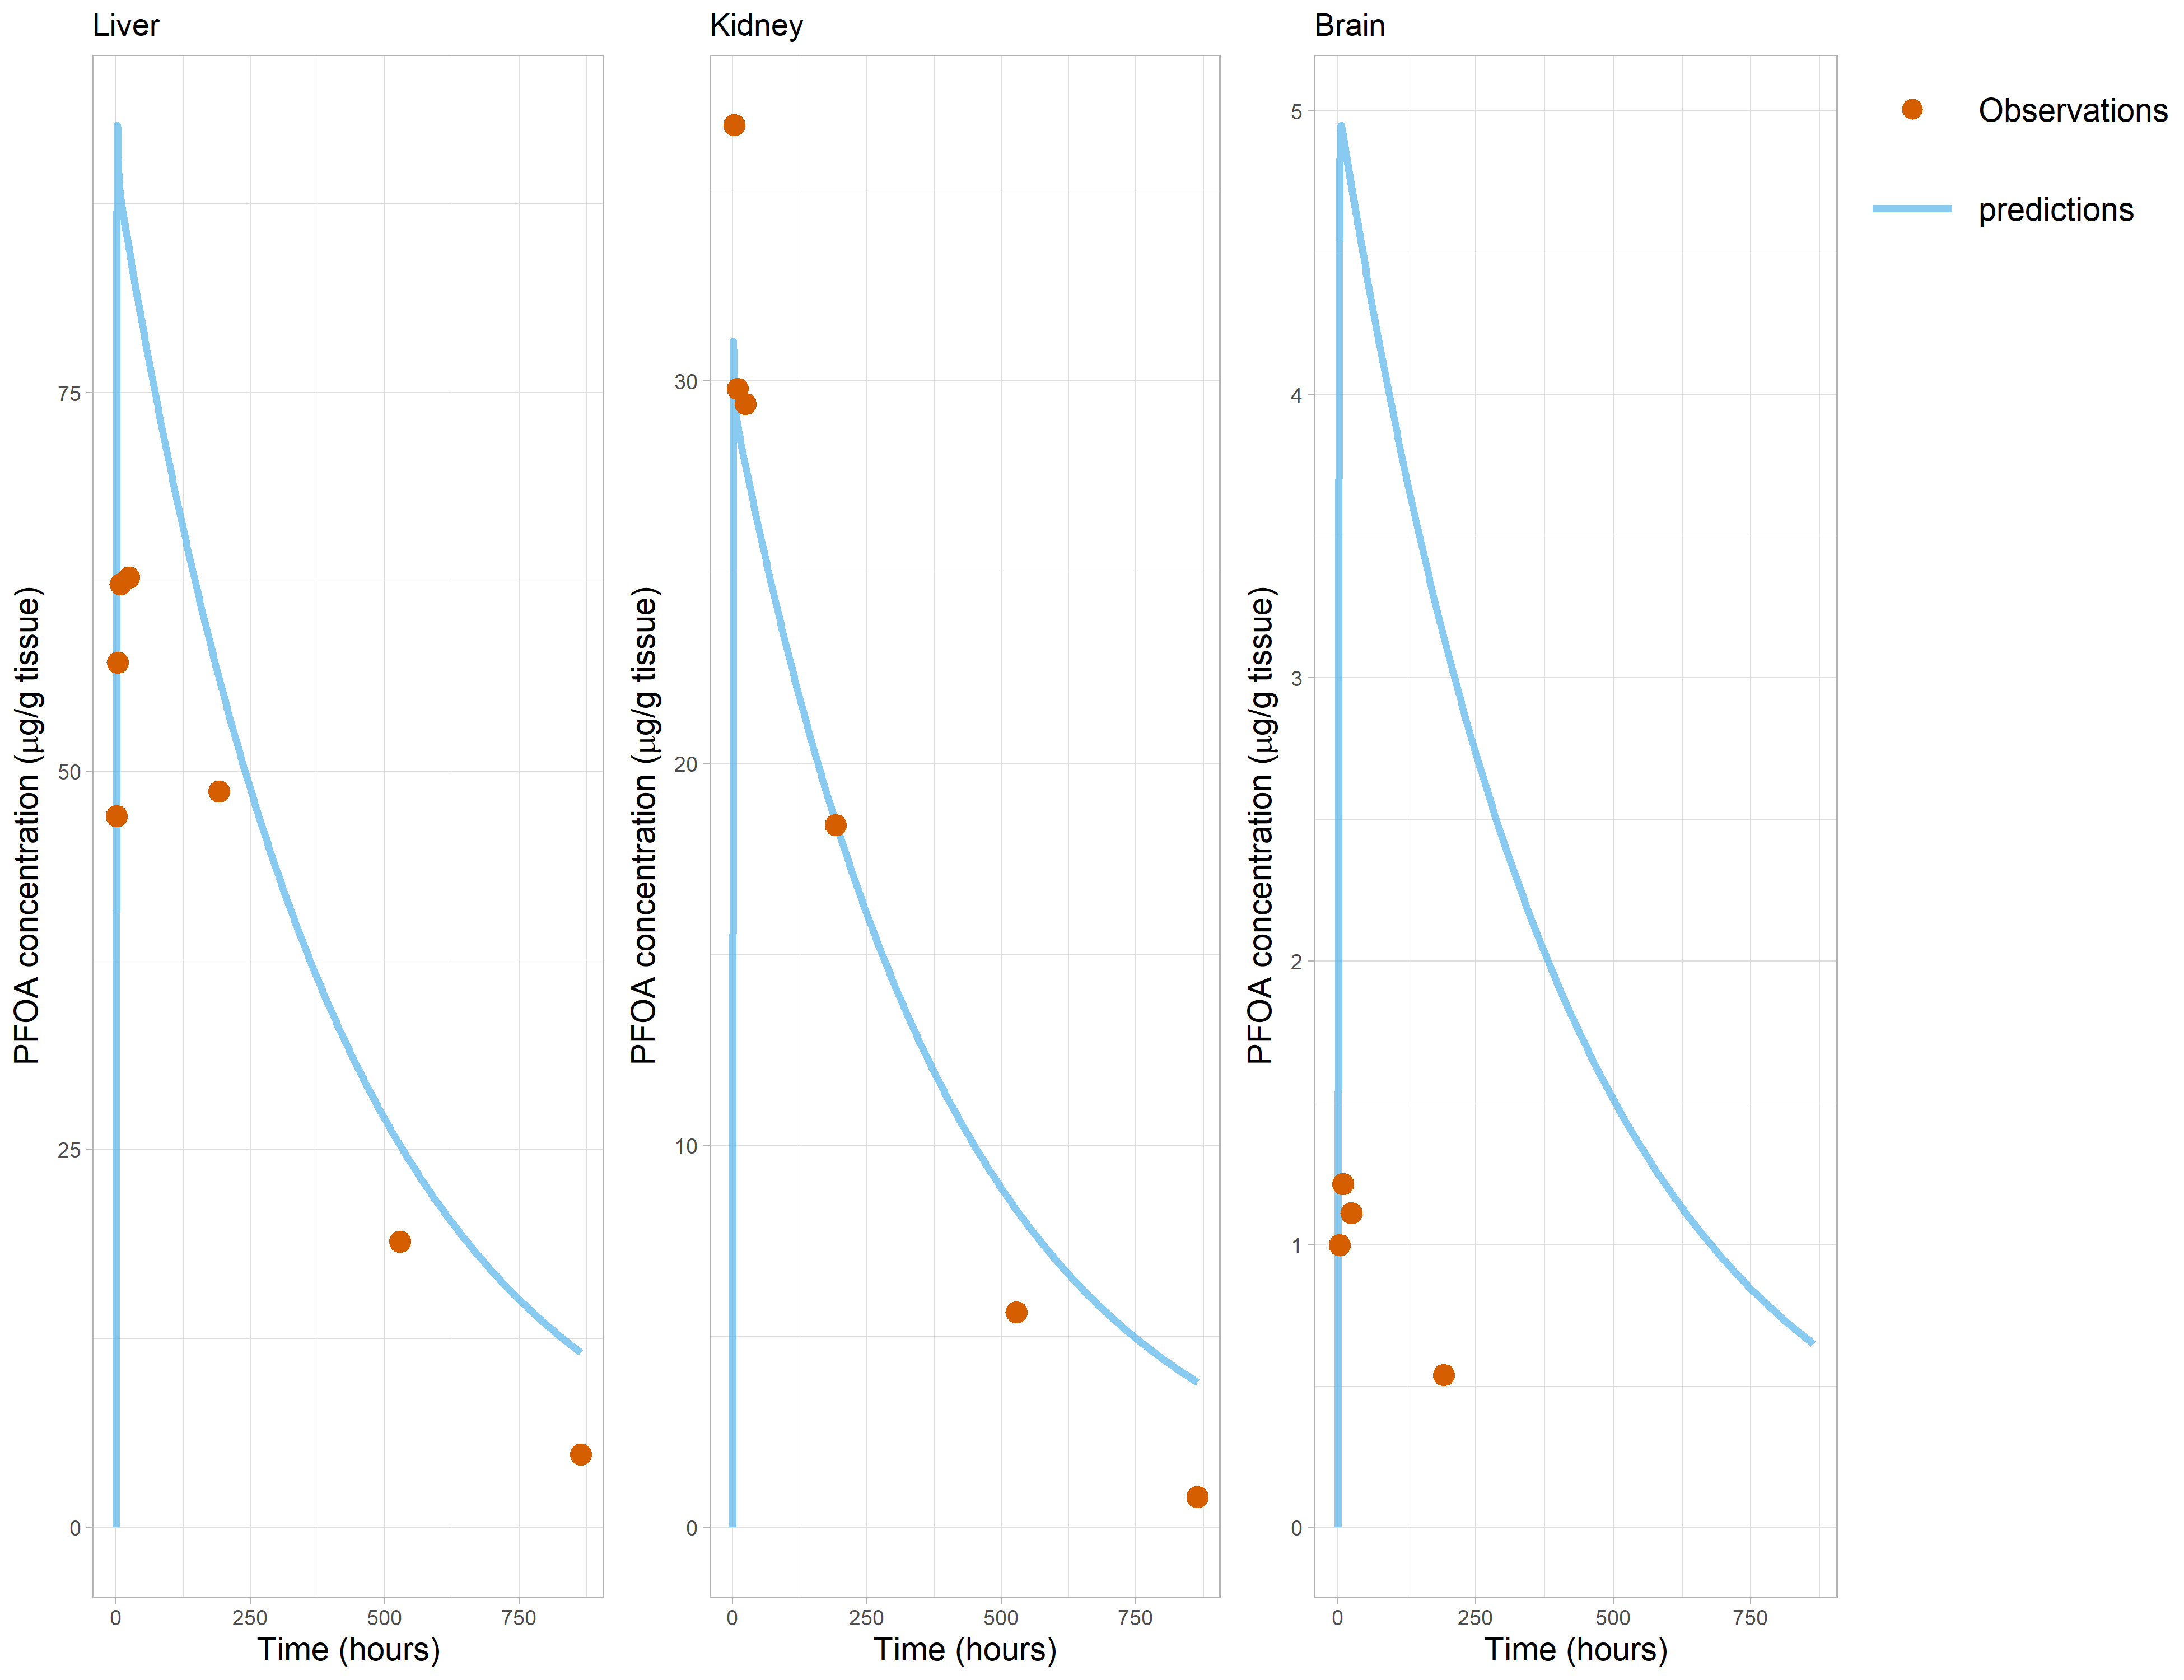 Liver
Kidney
Brain
PFOA concentration (μg/g tissue)
75
50
25
0
0
250
500
750
Time (hours)
PFOA concentration (μg/g tissue)
30
20
10
0
0
250
500
750
Time (hours)
PFOA concentration (μg/g tissue)
5
4
3
2
1
0
0
250
500
750
Time (hours)
Observations
predictions